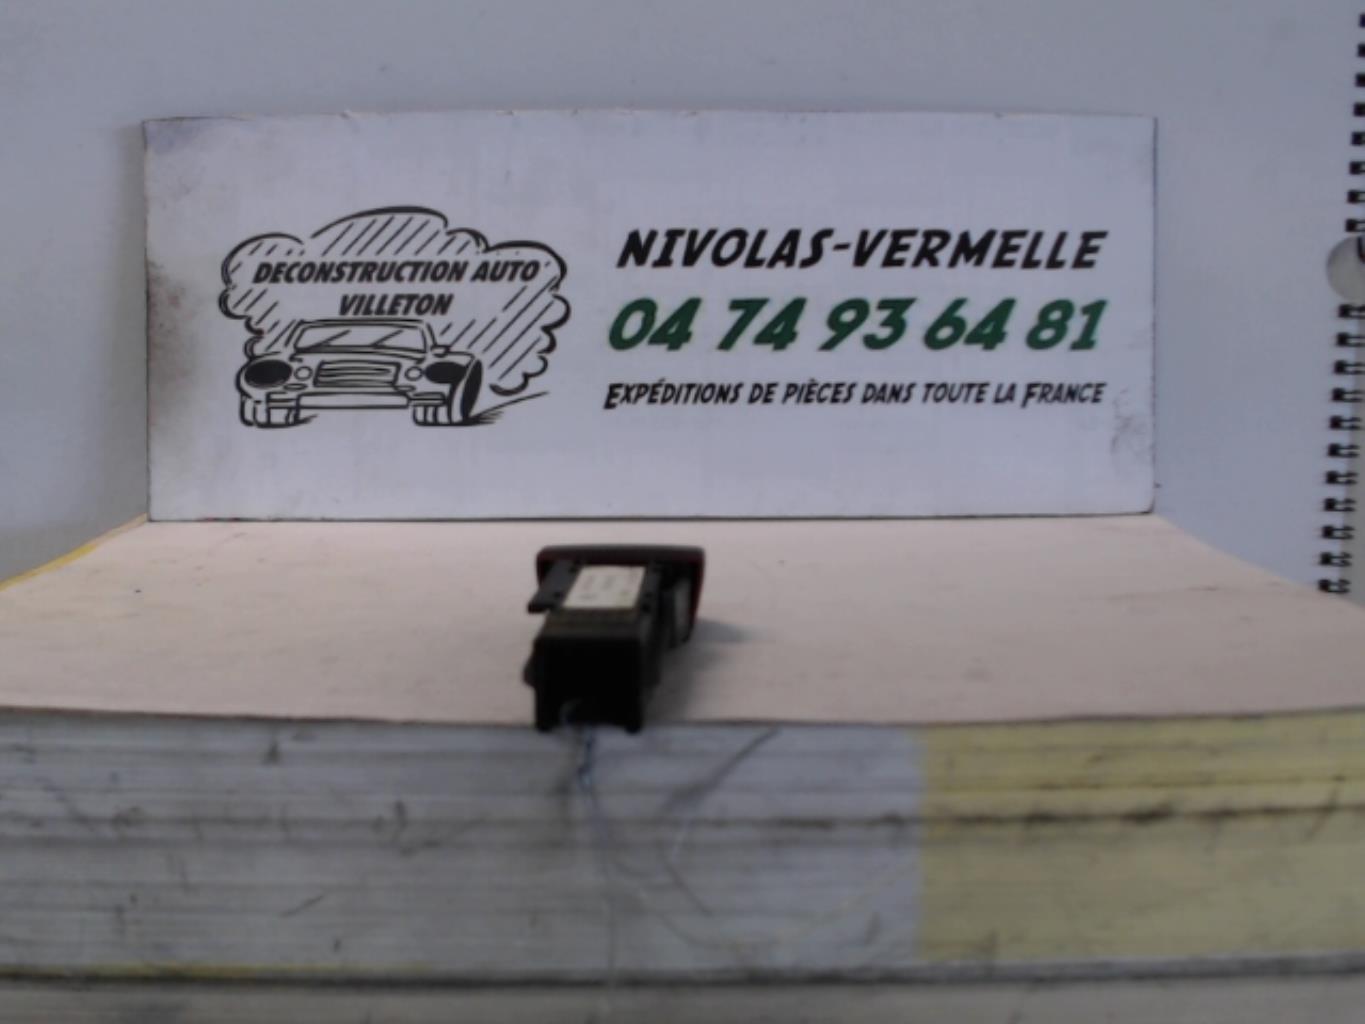 DECONSTRUCTION AUTO
VILLETON
NIVOLAS-VERMELLE
04 74 93 64 81
EXPÉDITIONS DE PIÈCES DANS TOUTE LA FRANCE